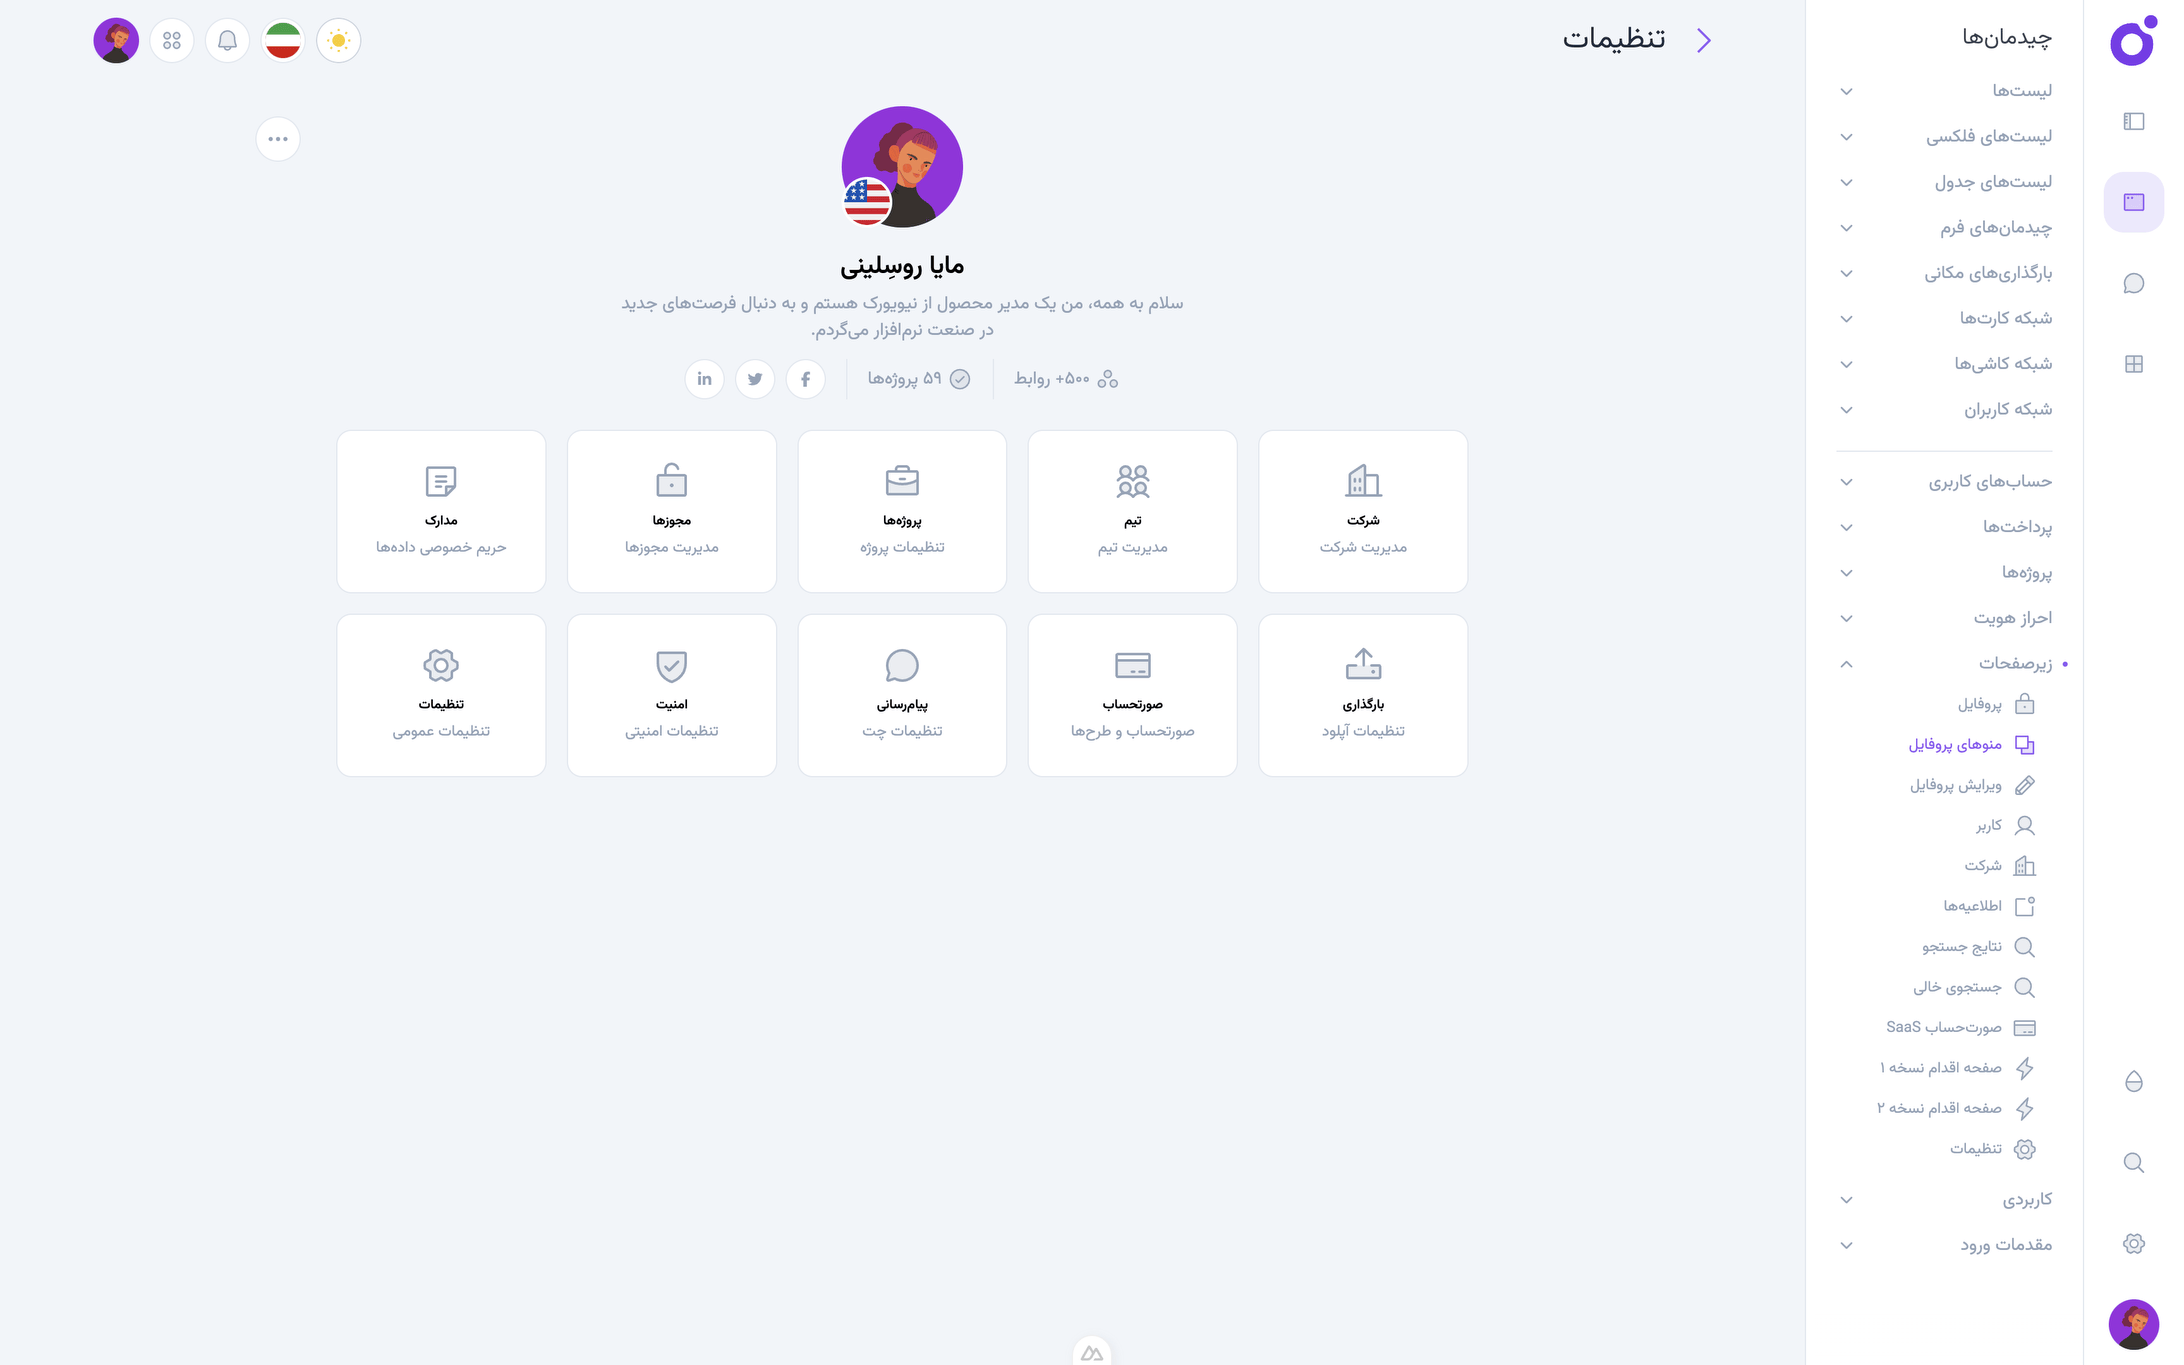 چیدمان‌ها
لیست‌ها
لیست‌های فلکسی
لیست‌های جدول
چیدمان‌های فرم
بارگذاری‌های مکانی
شبکه کارت‌ها
شبکه کاشی‌ها
شبکه کاربران
حساب‌های کاربری
پرداخت‌ها
پروژه‌ها
احراز هویت
زیرصفحات
پروفایل
منوهای پروفایل
ویرایش پروفایل
کاربر
شرکت
اطلاعیه‌ها
نتایج جستجو
جستجوی خالی
صورت‌حساب SaaS
صفحه اقدام نسخه ۱
صفحه اقدام نسخه ۲
تنظیمات
کاربردی
مقدمات ورود
تنظیمات
مایا روسِلینی
سلام به همه، من یک مدیر محصول از نیویورک هستم و به دنبال فرصت‌های جدید
در صنعت نرم‌افزار می‌گردم.
۵۰۰+ روابط
۵۹ پروژه‌ها
شرکت
مدیریت شرکت
تیم
مدیریت تیم
پروژه‌ها
تنظیمات پروژه
مجوزها
مدیریت مجوزها
مدارک
حریم خصوصی داده‌ها
بارگذاری
تنظیمات آپلود
صورتحساب
صورتحساب و طرح‌ها
پیام‌رسانی
تنظیمات چت
امنیت
تنظیمات امنیتی
تنظیمات
تنظیمات عمومی